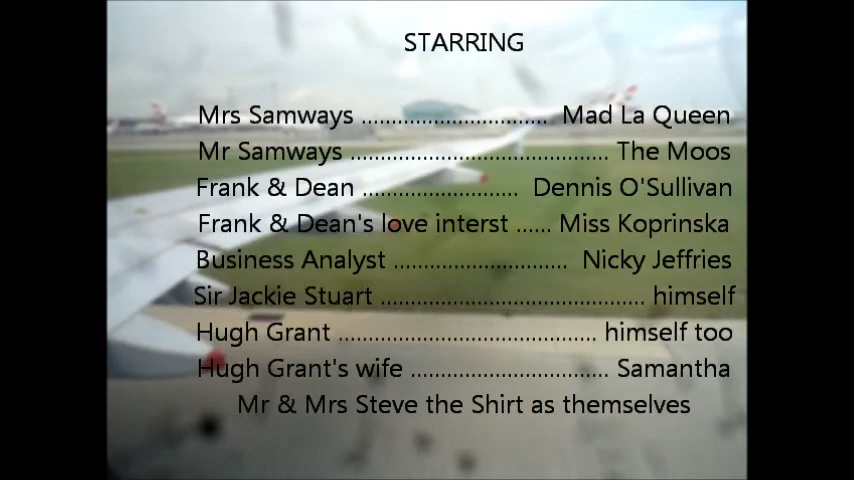 STARRING
Mrs Samways ............................... Mad La Queen
Mr Samways ........................................... The Moos
Frank & Dean .......................... Dennis O'Sullivan
Frank & Dean's love interst ...... Miss Koprinska
Business Analyst ............................. Nicky Jeffries
Sir Jackie Stuart ............................................ himself
Hugh Grant ........................................... himself too
Hugh Grant's wife ................................. Samantha
Mr & Mrs Steve the Shirt as themselves